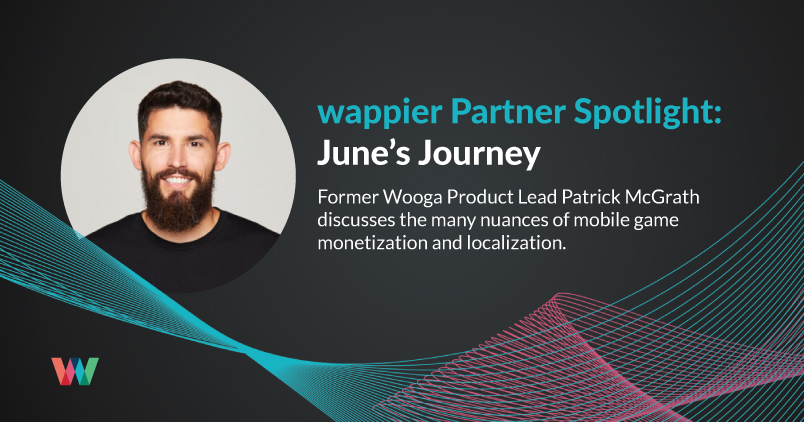 wappier Partner Spotlight:
June’s Journey
Former Wooga Product Lead Patrick McGrath
discusses the many nuances of mobile game
monetization and localization.